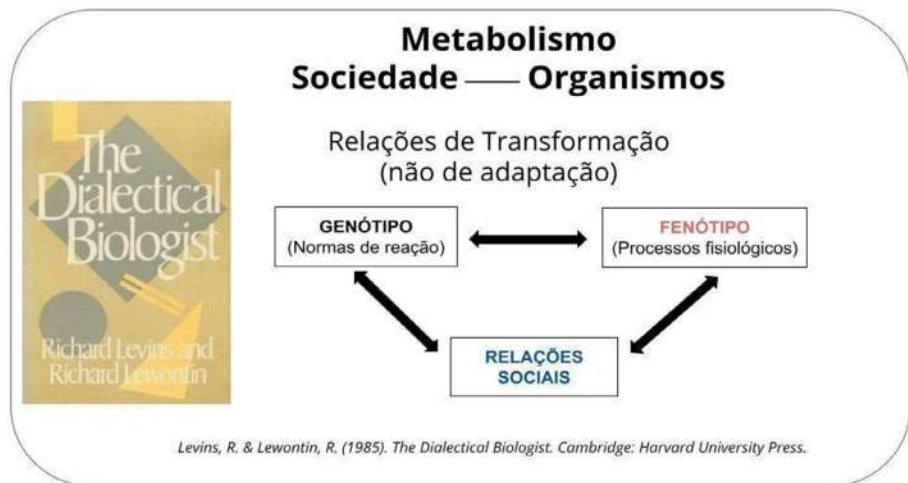 Metabolismo
Sociedade — Organismos
Relações de Transformação
(não de adaptação)
The
Dialectical
Biologist
Richard Levins and
Richard Lewontin
GENÓTIPO
(Normas de reação)
FENÓTIPO
(Processos fisiológicos)
RELAÇÕES
SOCIAIS
Levins, R. & Lewontin, R. (1985). The Dialectical Biologist. Cambridge: Harvard University Press.